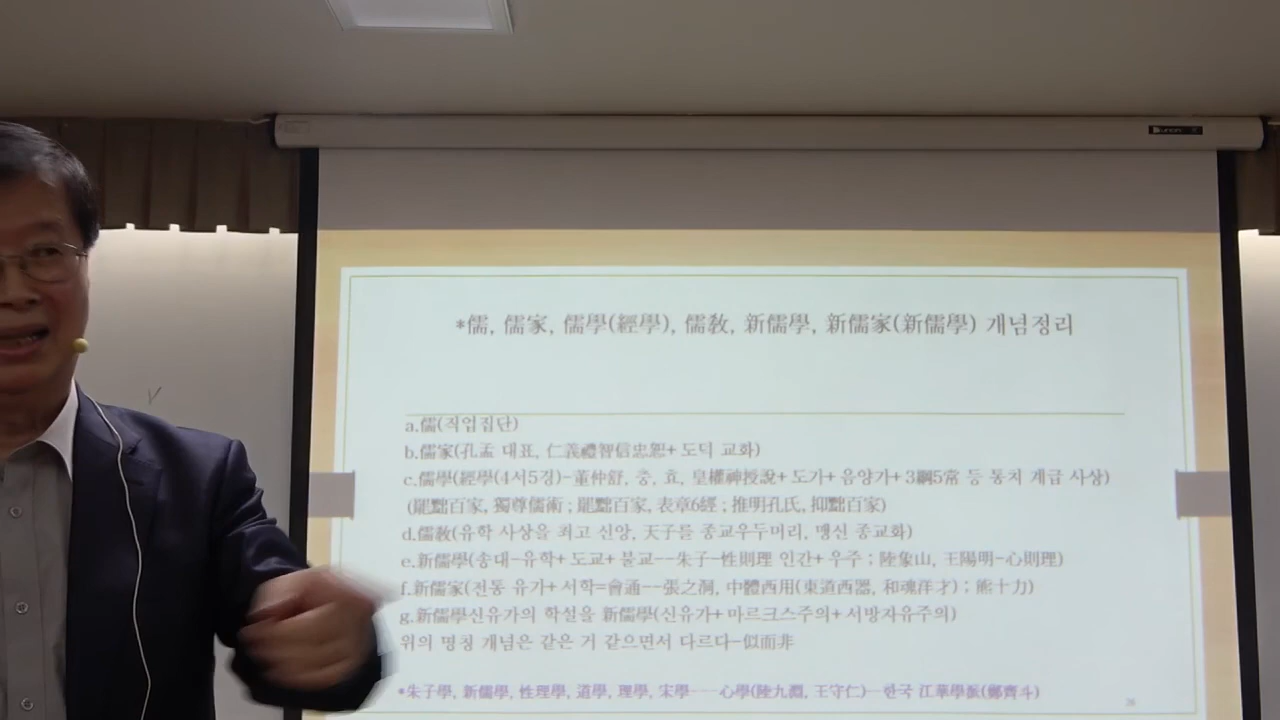 *儒, 儒家, 儒學(經學), 儒敎, 新儒學, 新儒家(新儒學) 개념정리
a.儒(직업집단)
b.儒家(孔孟 대표, 仁義禮智信忠恕+ 도덕 교화)
c.儒學(經學(4서5경)-董仲舒, 충, 효, 皇權神授說+ 도가+ 음양가+ 3綱5常 등 통치 계급 사상)
(罷黜百家, 獨尊儒術 ; 罷黜百家, 表章6經 ; 推明孔氏, 抑黜百家)
d.儒敎(유학 사상을 최고 신앙, 天子를 종교우두머리, 맹신 종교화)
e.新儒學(송대-유학+ 도교+ 불교--朱子-性則理 인간+ 우주 ; 陸象山, 王陽明-心則理)
f.新儒家(전통 유가+ 서학=會通--張之洞, 中體西用(東道西器, 和魂洋才) ; 熊十力)
g.新儒學신유가의 학설을 新儒學(신유가+ 마르크스주의+ 서방자유주의)
위의 명칭 개념은 같은 거 같으면서 다르다-似而非
*朱子學, 新儒學, 性理學, 道學, 理學, 宋學---心學(陸九淵, 王守仁)-한국 江華學派(鄭齊斗)
26